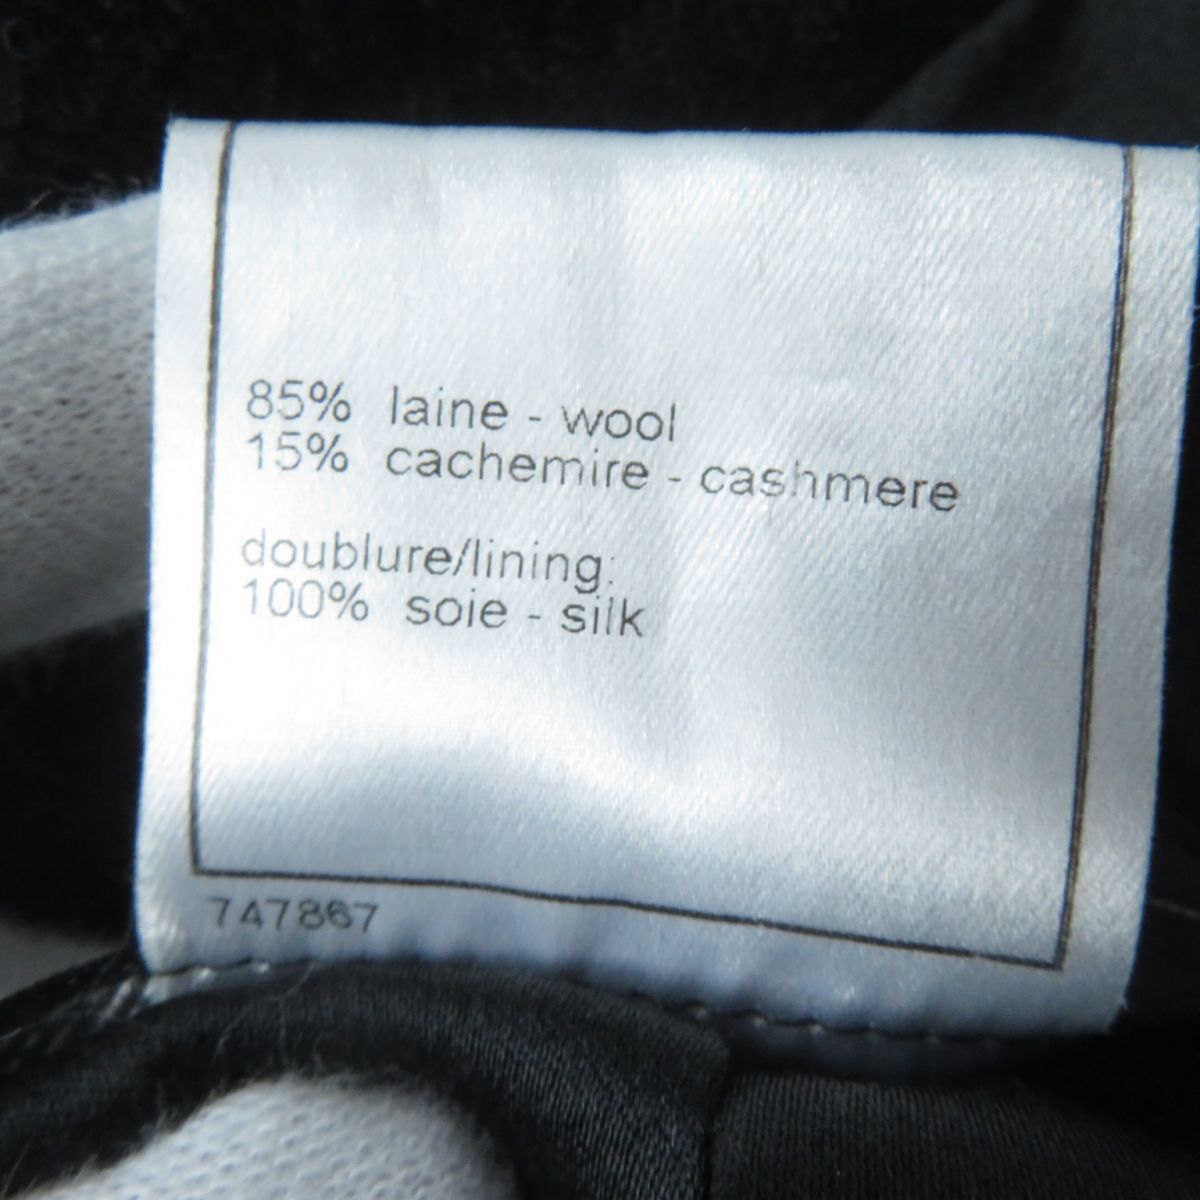 85% laine - wool
15% cachemire - cashmere
doublure/lining:
100% soie - silk
747867